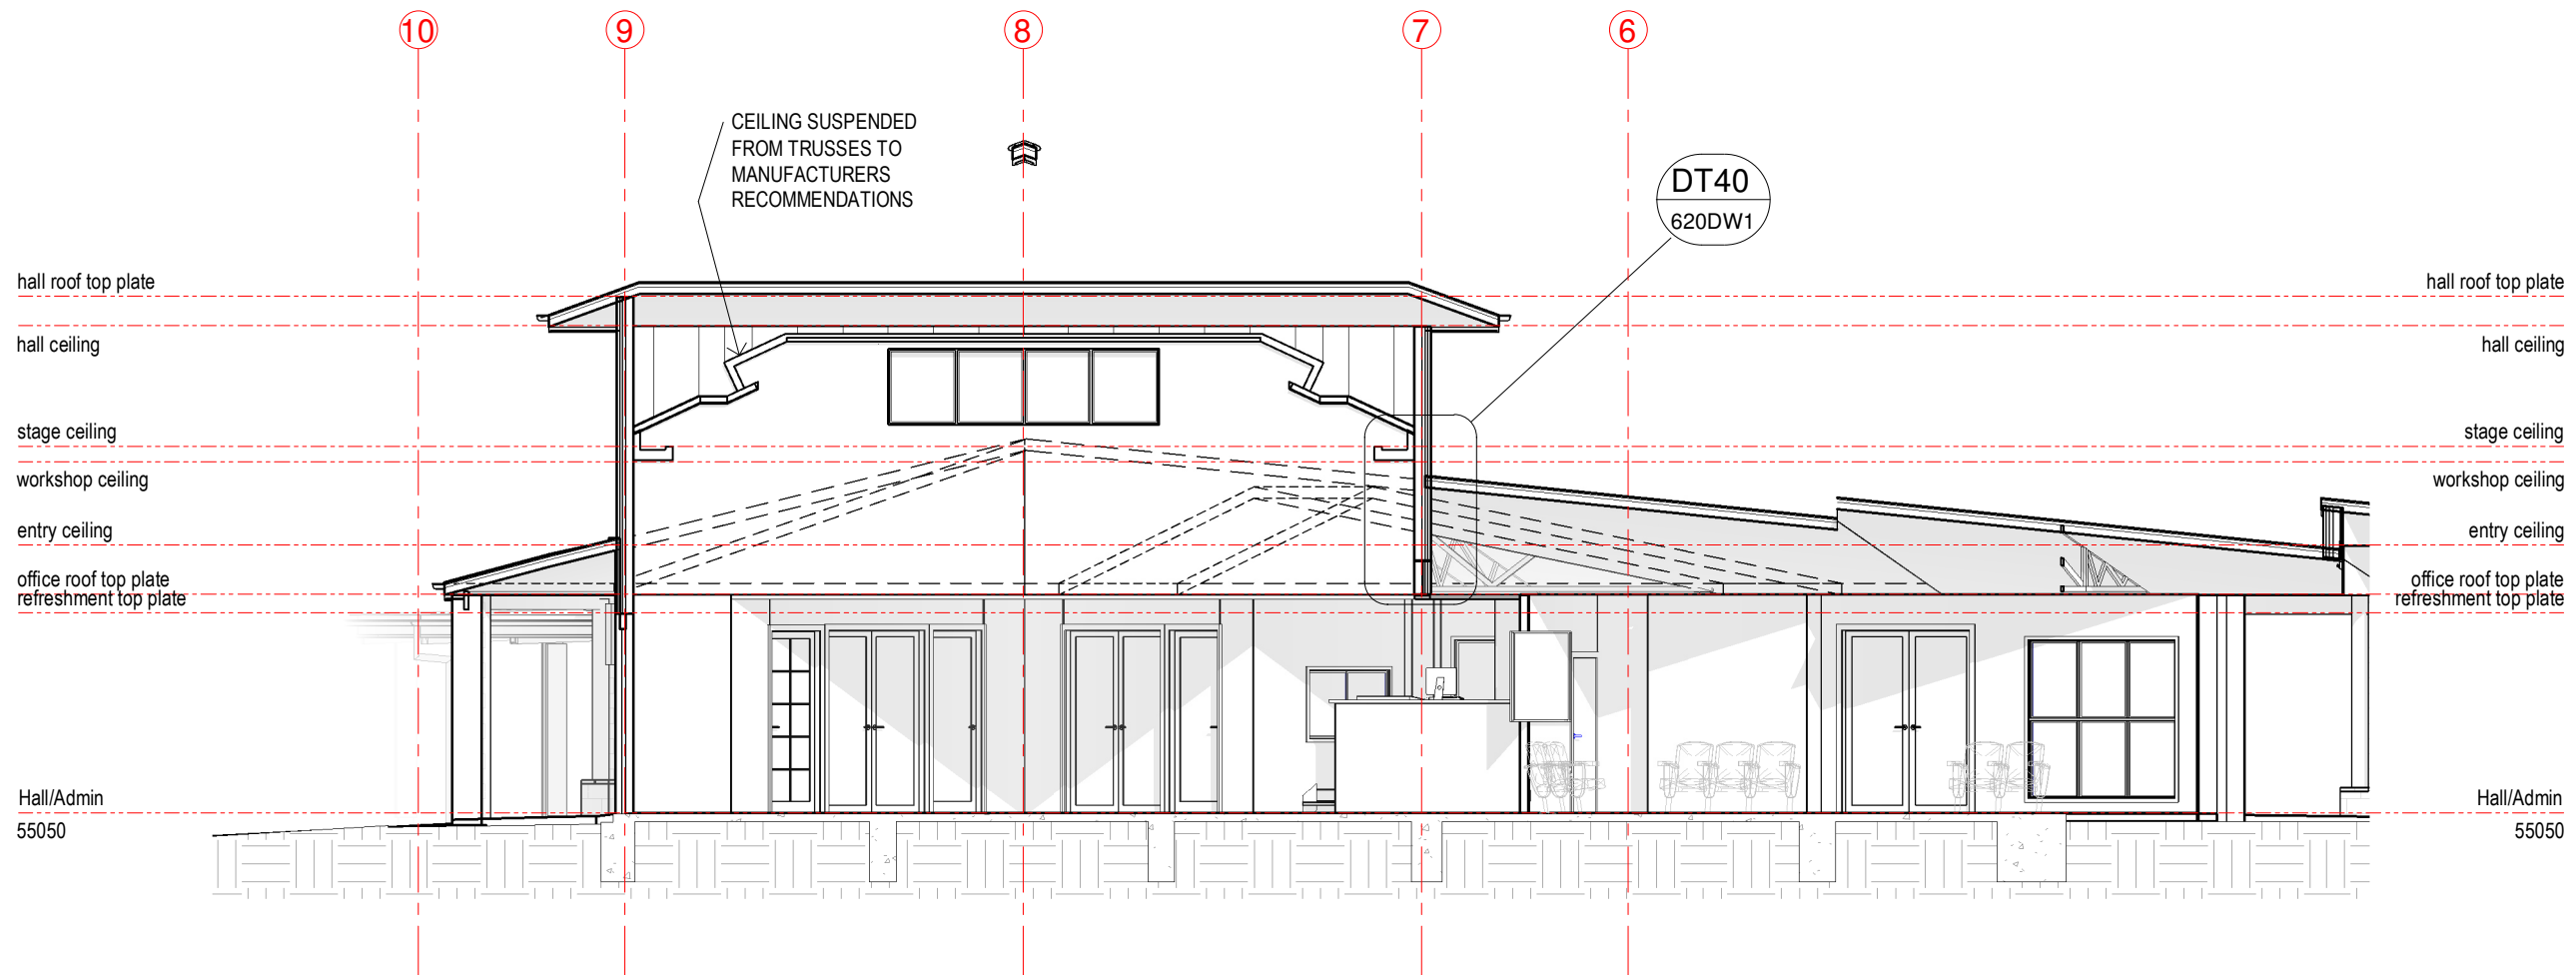 10
9
8
7
6
CEILING SUSPENDED
FROM TRUSSES TO
MANUFACTURERS
RECOMMENDATIONS
DT40
620DW1
hall roof top plate
hall roof top plate
hall ceiling
hall ceiling
stage ceiling
stage ceiling
workshop ceiling
workshop ceiling
entry ceiling
entry ceiling
office roof top plate
office roof top plate
refreshment top plate
refreshment top plate
Hall/Admin
Hall/Admin
55050
55050